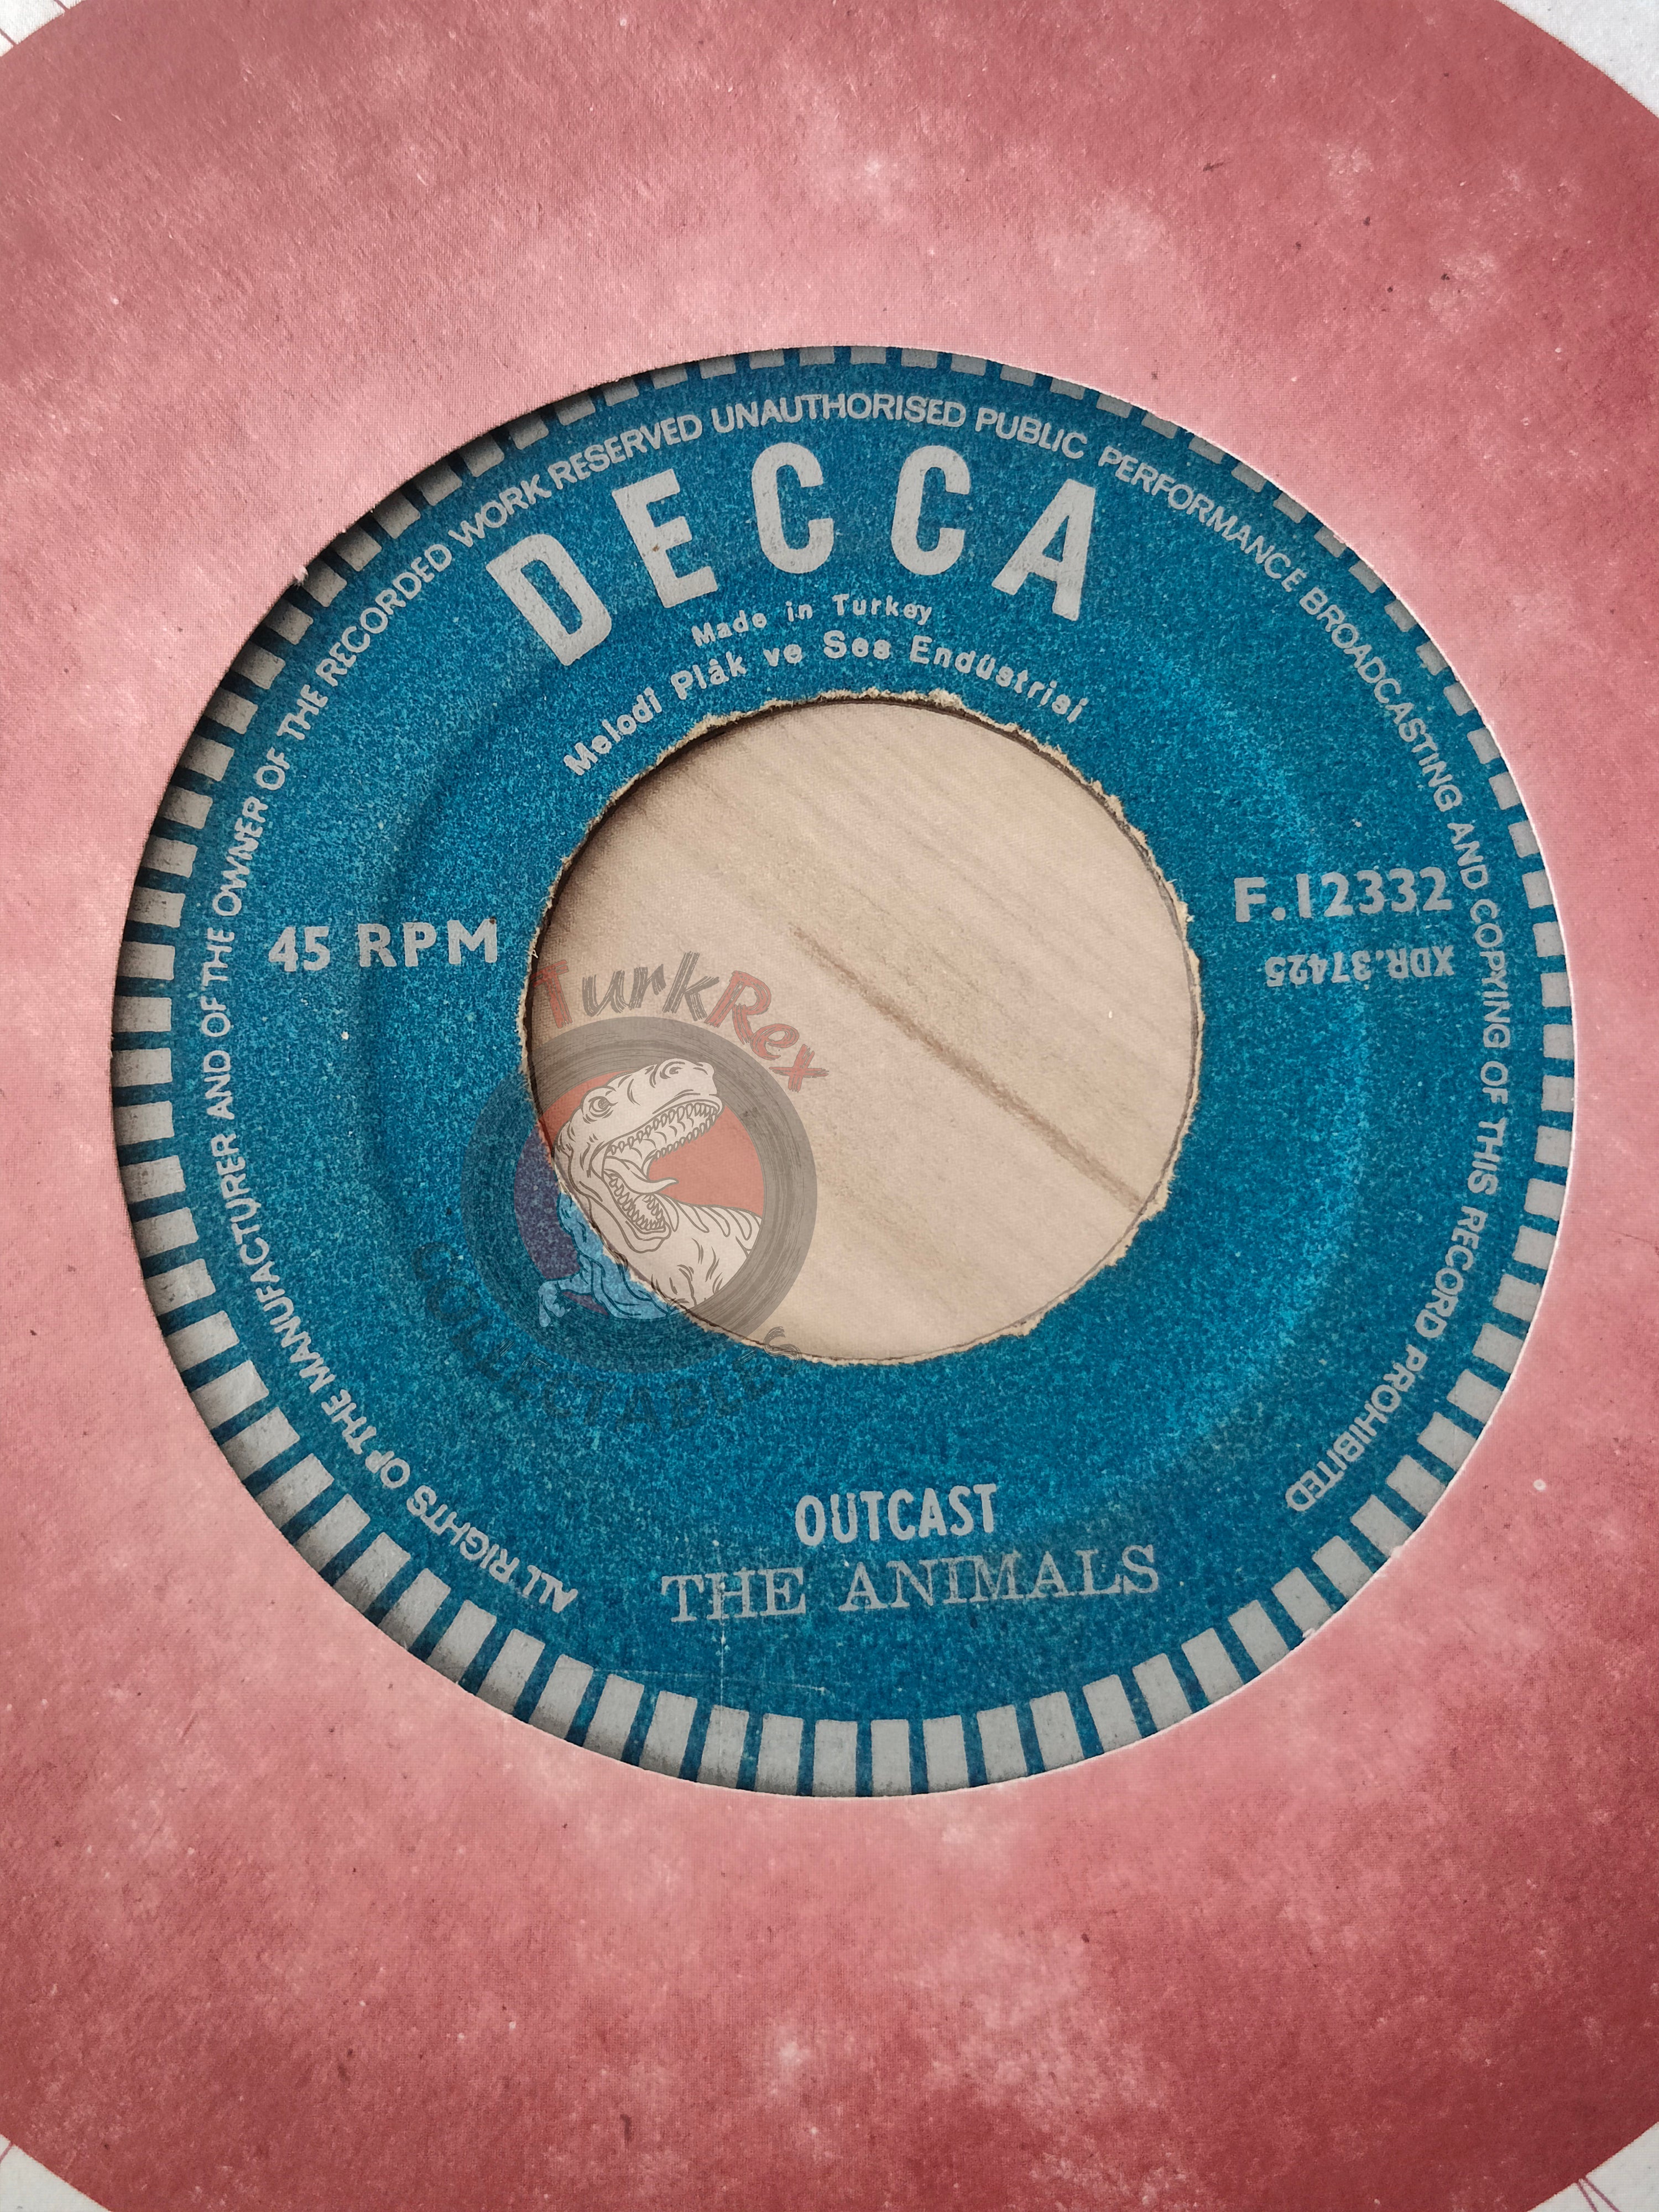 ALL RIGHTS OF THE MANUFACTURER AND OF THE OWNER OF THE RECORDED WORK RESERVED UNAUTHORISED PUBLIC PERFORMANCE BROADCASTING AND COPYING OF THIS RECORD PROHIBITED
DECCA
Made in Turkey
Melodi Plâk ve Ses Endüstrisi
45 RPM
F.12332
XDR.37425
TurkRex
COLLECTABLES
OUTCAST
THE ANIMALS